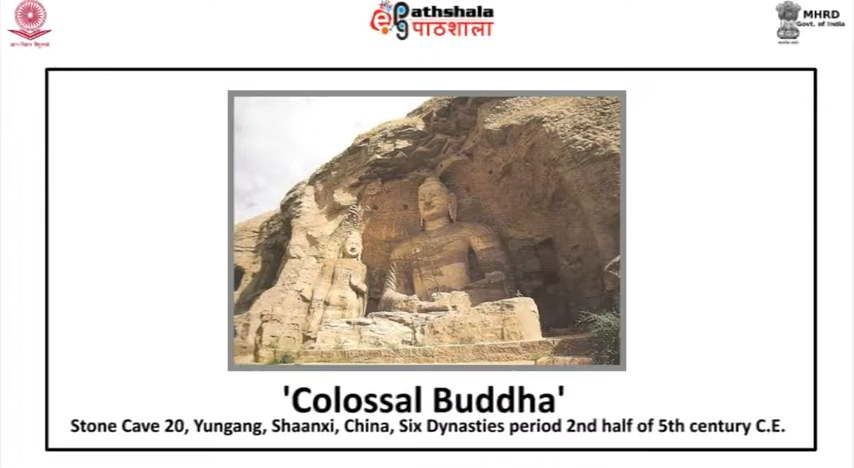 ePathshala
पाठशाला
MHRD
Govt. of India
'Colossal Buddha'
Stone Cave 20, Yungang, Shaanxi, China, Six Dynasties period 2nd half of 5th century C.E.